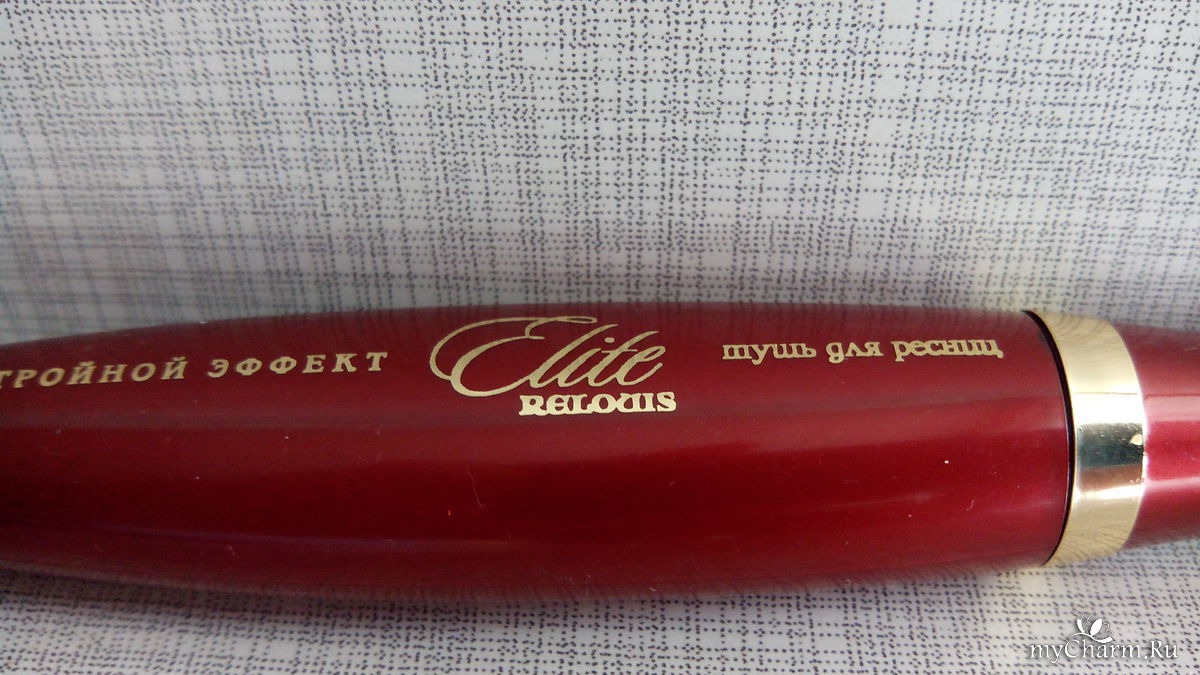 ТРОЙНОЙ ЭФФЕКТ
Elite
RELOUIS
тушь для ресниц
myCharm.Ru